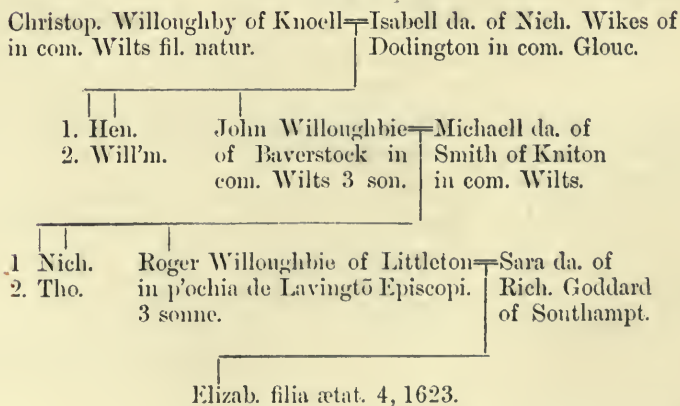 Christop. Willoughby of Knoell=Isabell da. of Nich. Wikes of
in com. Wilts fil. natur. Dodington in com. Glouc.
1. Hen. John Willoughbie=Michaell da. of
2. Will'm. of Baverstock in Smith of Kniton
com. Wilts 3 son. in com. Wilts.
1 Nich. Roger Willoughbie of Littleton=Sara da. of
2. Tho. in p'ochia de Lavingtō Episcopi. Rich. Goddard
3 sonne. of Southampt.
Elizab. filia ætat. 4, 1623.